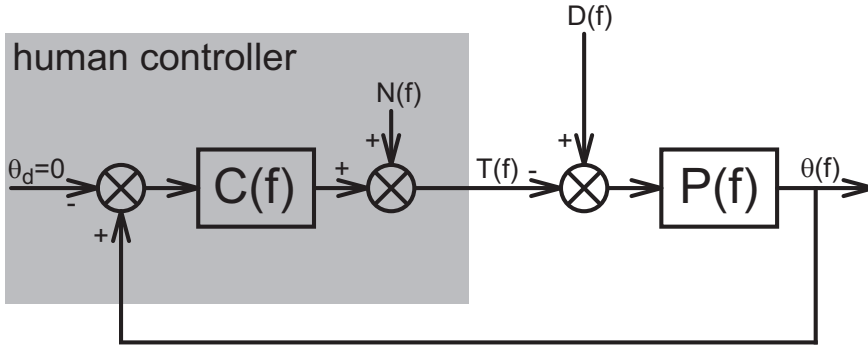 D(f)
human controller
N(f)
+
+
θd=0
C(f)
+
T(f)
-
P(f)
θ(f)
-
+